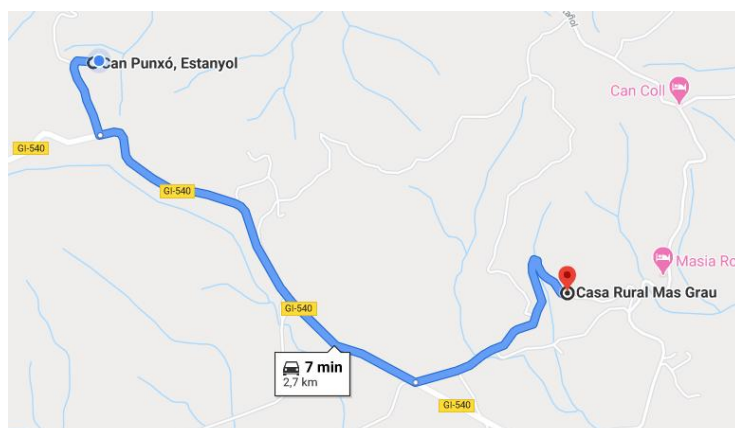 añol
Can Punxó, Estanyol
Can Coll
GI-540
GI-540
Masia Ro
Casa Rural Mas Grau
GI-540
7 min
2,7 km
GI-540